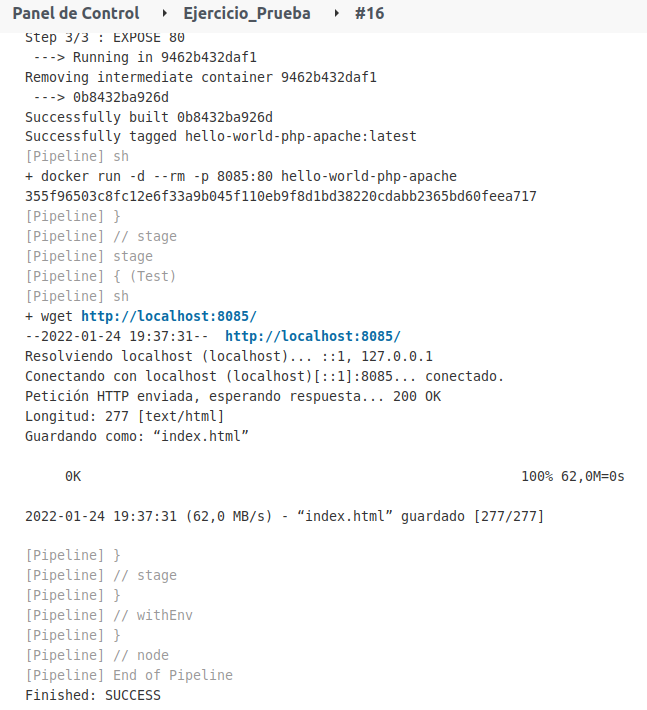 Panel de Control ‣ Ejercicio_Prueba ‣ #16
Step 3/3 : EXPOSE 80
---> Running in 9462b432daf1
Removing intermediate container 9462b432daf1
---> 0b8432ba926d
Successfully built 0b8432ba926d
Successfully tagged hello-world-php-apache:latest
[Pipeline] sh
+ docker run -d --rm -p 8085:80 hello-world-php-apache
355f96503c8fc12e6f33a9b045f110eb9f8d1bd38220cdabb2365bd60feea717
[Pipeline] }
[Pipeline] // stage
[Pipeline] stage
[Pipeline] { (Test)
[Pipeline] sh
+ wget http://localhost:8085/
--2022-01-24 19:37:31--  http://localhost:8085/
Resolviendo localhost (localhost)... ::1, 127.0.0.1
Conectando con localhost (localhost)[::1]:8085... conectado.
Petición HTTP enviada, esperando respuesta... 200 OK
Longitud: 277 [text/html]
Guardando como: “index.html”
0K 100% 62,0M=0s
2022-01-24 19:37:31 (62,0 MB/s) - “index.html” guardado [277/277]
[Pipeline] }
[Pipeline] // stage
[Pipeline] }
[Pipeline] // withEnv
[Pipeline] }
[Pipeline] // node
[Pipeline] End of Pipeline
Finished: SUCCESS